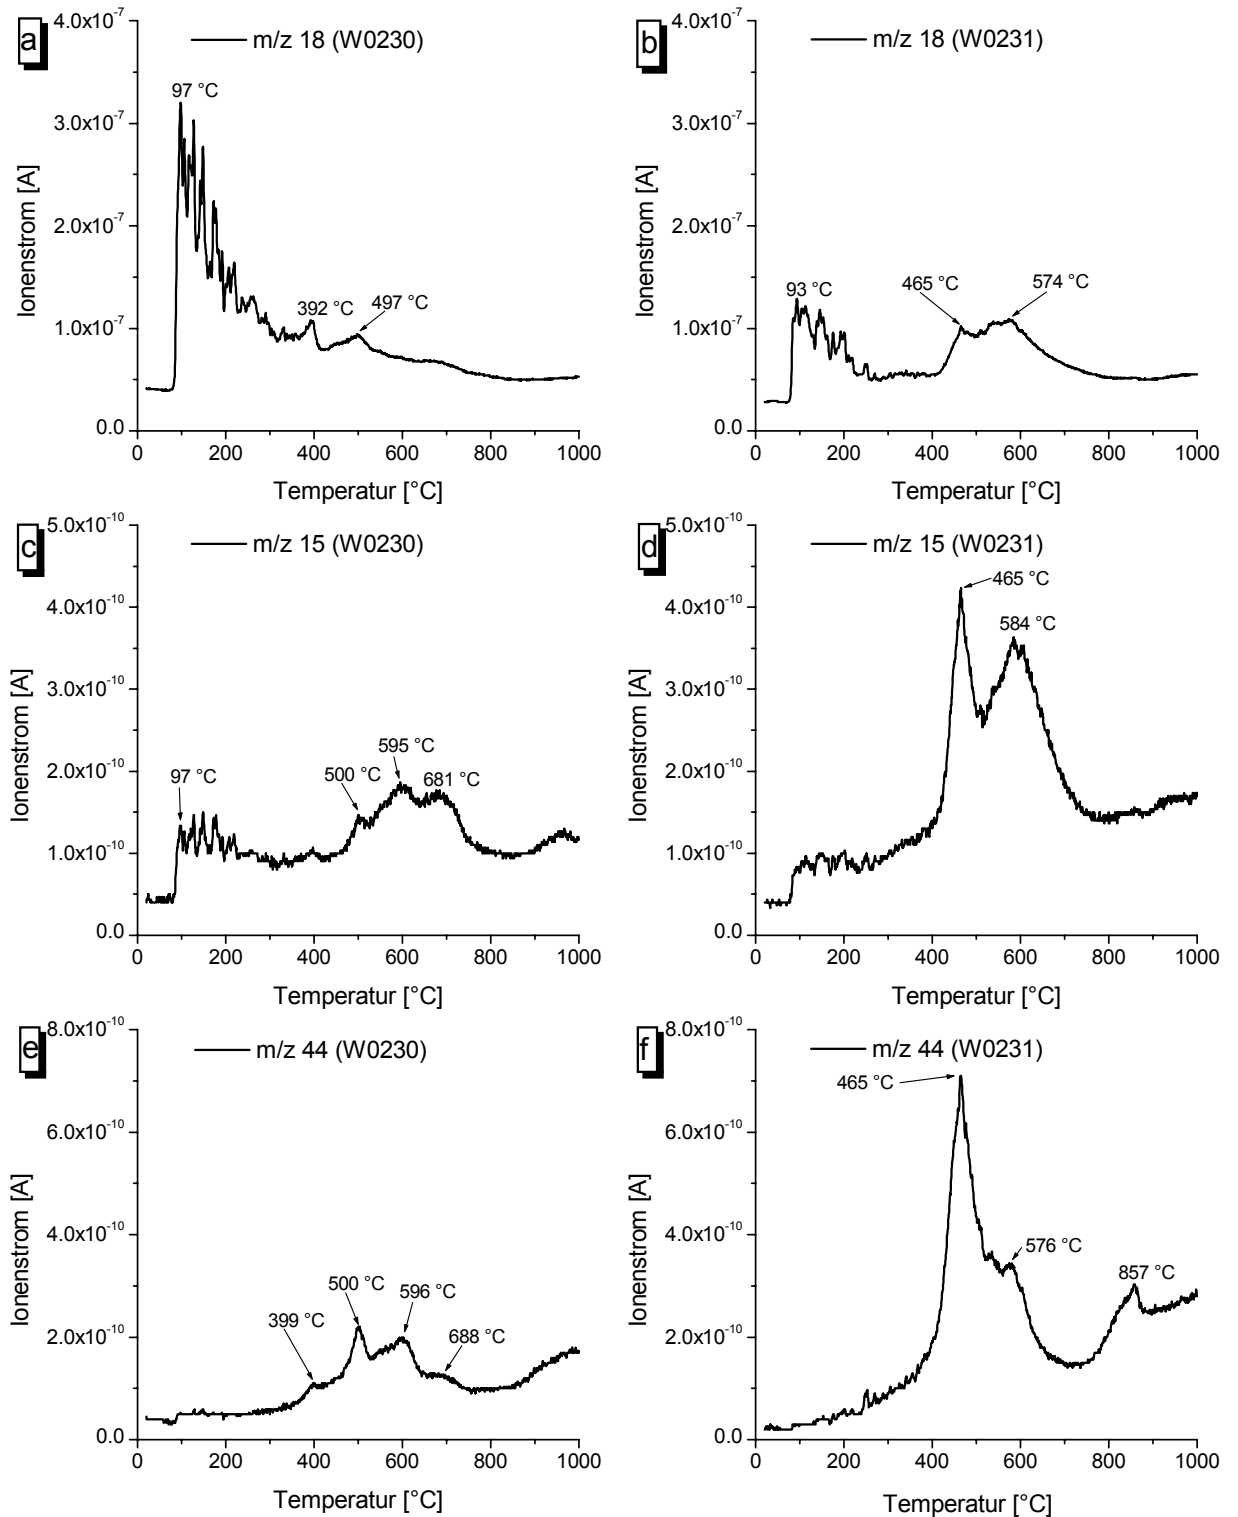 a
4.0x10⁻⁷
3.0x10⁻⁷
2.0x10⁻⁷
1.0x10⁻⁷
0.0
Ionenstrom [A]
m/z 18 (W0230)
97 °C
392 °C
497 °C
0 200 400 600 800 1000
Temperatur [°C]
b
4.0x10⁻⁷
3.0x10⁻⁷
2.0x10⁻⁷
1.0x10⁻⁷
0.0
Ionenstrom [A]
m/z 18 (W0231)
93 °C
465 °C
574 °C
0 200 400 600 800 1000
Temperatur [°C]
c
5.0x10⁻¹⁰
4.0x10⁻¹⁰
3.0x10⁻¹⁰
2.0x10⁻¹⁰
1.0x10⁻¹⁰
0.0
Ionenstrom [A]
m/z 15 (W0230)
97 °C
500 °C
595 °C
681 °C
0 200 400 600 800 1000
Temperatur [°C]
d
5.0x10⁻¹⁰
4.0x10⁻¹⁰
3.0x10⁻¹⁰
2.0x10⁻¹⁰
1.0x10⁻¹⁰
0.0
Ionenstrom [A]
m/z 15 (W0231)
465 °C
584 °C
0 200 400 600 800 1000
Temperatur [°C]
e
8.0x10⁻¹⁰
6.0x10⁻¹⁰
4.0x10⁻¹⁰
2.0x10⁻¹⁰
0.0
Ionenstrom [A]
m/z 44 (W0230)
399 °C
500 °C
596 °C
688 °C
0 200 400 600 800 1000
Temperatur [°C]
f
8.0x10⁻¹⁰
6.0x10⁻¹⁰
4.0x10⁻¹⁰
2.0x10⁻¹⁰
0.0
Ionenstrom [A]
m/z 44 (W0231)
465 °C
576 °C
857 °C
0 200 400 600 800 1000
Temperatur [°C]